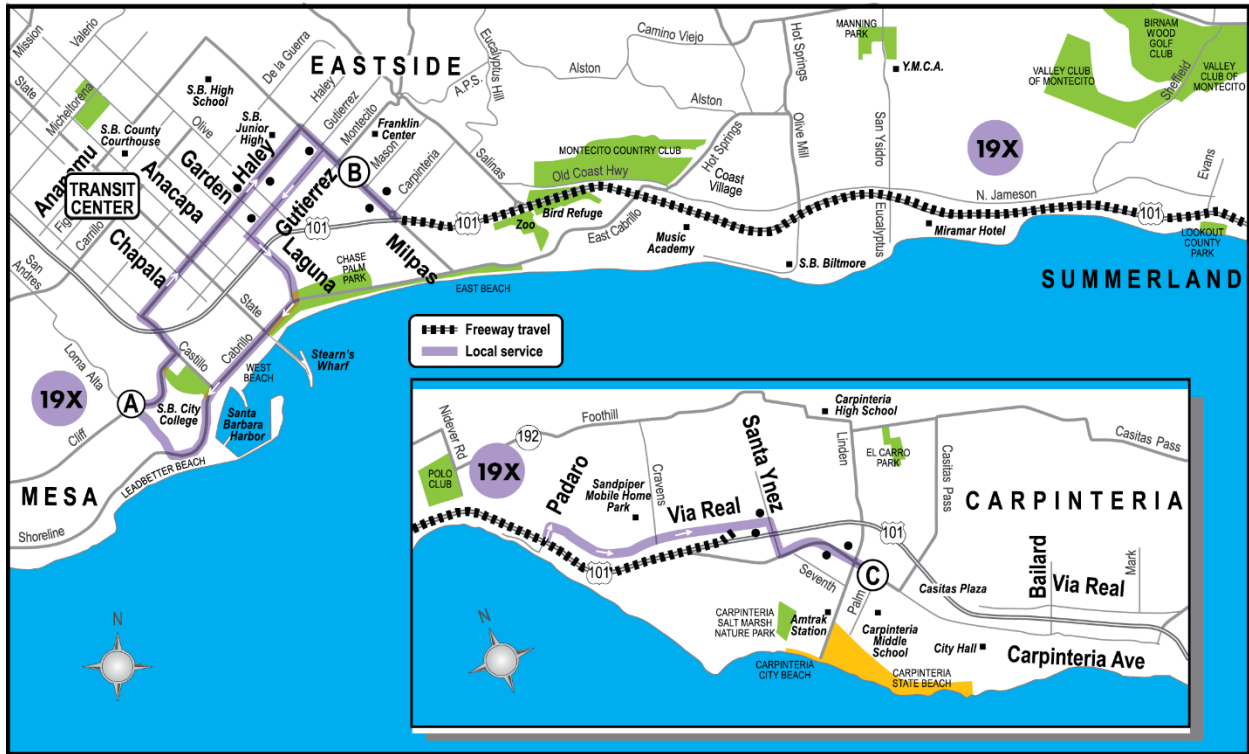 Mission
Valerio
State
Micheltorena
S.B. High
School
De la Guerra
EASTSIDE
Haley
Gutierrez
Montecito
Eucalyptus Hill
A.P.S.
Camino Viejo
Alston
Alston
Hot Springs
MANNING
PARK
Y.M.C.A.
BIRNAM
WOOD
GOLF
CLUB
VALLEY CLUB
OF MONTECITO
VALLEY
CLUB OF
MONTECITO
Sheffield
S.B. County
Courthouse
Olive
S.B.
Junior
High
Franklin
Center
Mason
Carpinteria
Salinas
MONTECITO COUNTRY CLUB
Old Coast Hwy
Hot Springs
Coast
Village
Olive Mill
San Ysidro
19X
Evans
Anapamu
TRANSIT
CENTER
Anacapa
Garden
Haley
Gutierrez
B
Fig
Carrillo
Chapala
Laguna
Milpas
101
101
Zoo
Bird Refuge
East Cabrillo
Music
Academy
S.B. Biltmore
Eucalyptus
Miramar Hotel
N. Jameson
101
LOOKOUT
COUNTY
PARK
SUMMERLAND
San
Andres
CHASE
PALM
PARK
EAST BEACH
State
Cabrillo
Castillo
Loma Alta
WEST
BEACH
Stearn's
Wharf
19X
A
S.B. City
College
Santa
Barbara
Harbor
Cliff
LEADBETTER BEACH
MESA
Shoreline
Freeway travel
Local service
N
Nidever Rd
Foothill
192
19X
POLO
CLUB
Padaro
Sandpiper
Mobile Home
Park
Cravens
Via Real
Santa Ynez
Carpinteria
High School
Linden
EL CARRO
PARK
Casitas Pass
Casitas Pass
CARPINTERIA
101
101
Seventh
Palm
C
Casitas Plaza
Bailard
Via Real
Mark
CARPINTERIA
SALT MARSH
NATURE PARK
Amtrak
Station
Carpinteria
Middle
School
City Hall
Carpinteria Ave
CARPINTERIA
CITY BEACH
CARPINTERIA
STATE BEACH
N